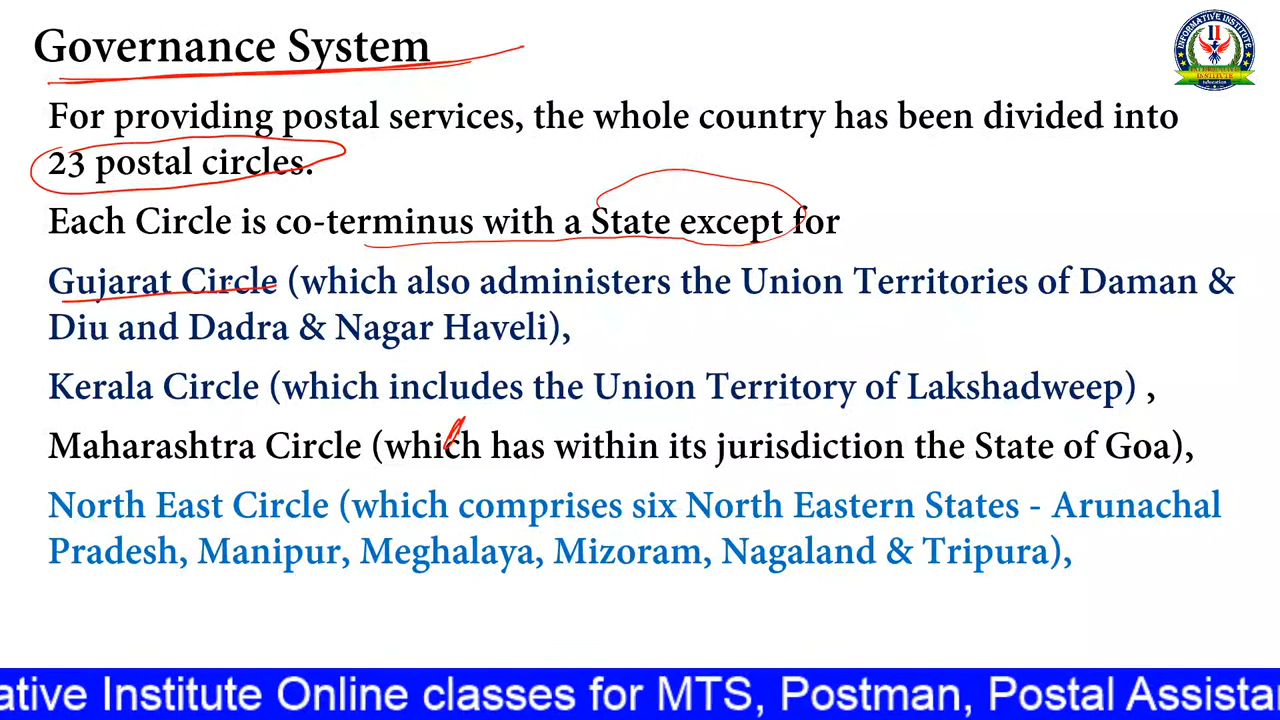 Governance System
INFORMATIVE INSTITUTE
II
For providing postal services, the whole country has been divided into
23 postal circles.
Each Circle is co-terminus with a State except for
Gujarat Circle (which also administers the Union Territories of Daman &
Diu and Dadra & Nagar Haveli),
Kerala Circle (which includes the Union Territory of Lakshadweep) ,
Maharashtra Circle (which has within its jurisdiction the State of Goa),
North East Circle (which comprises six North Eastern States - Arunachal
Pradesh, Manipur, Meghalaya, Mizoram, Nagaland & Tripura),
ative Institute Online classes for MTS, Postman, Postal Assista